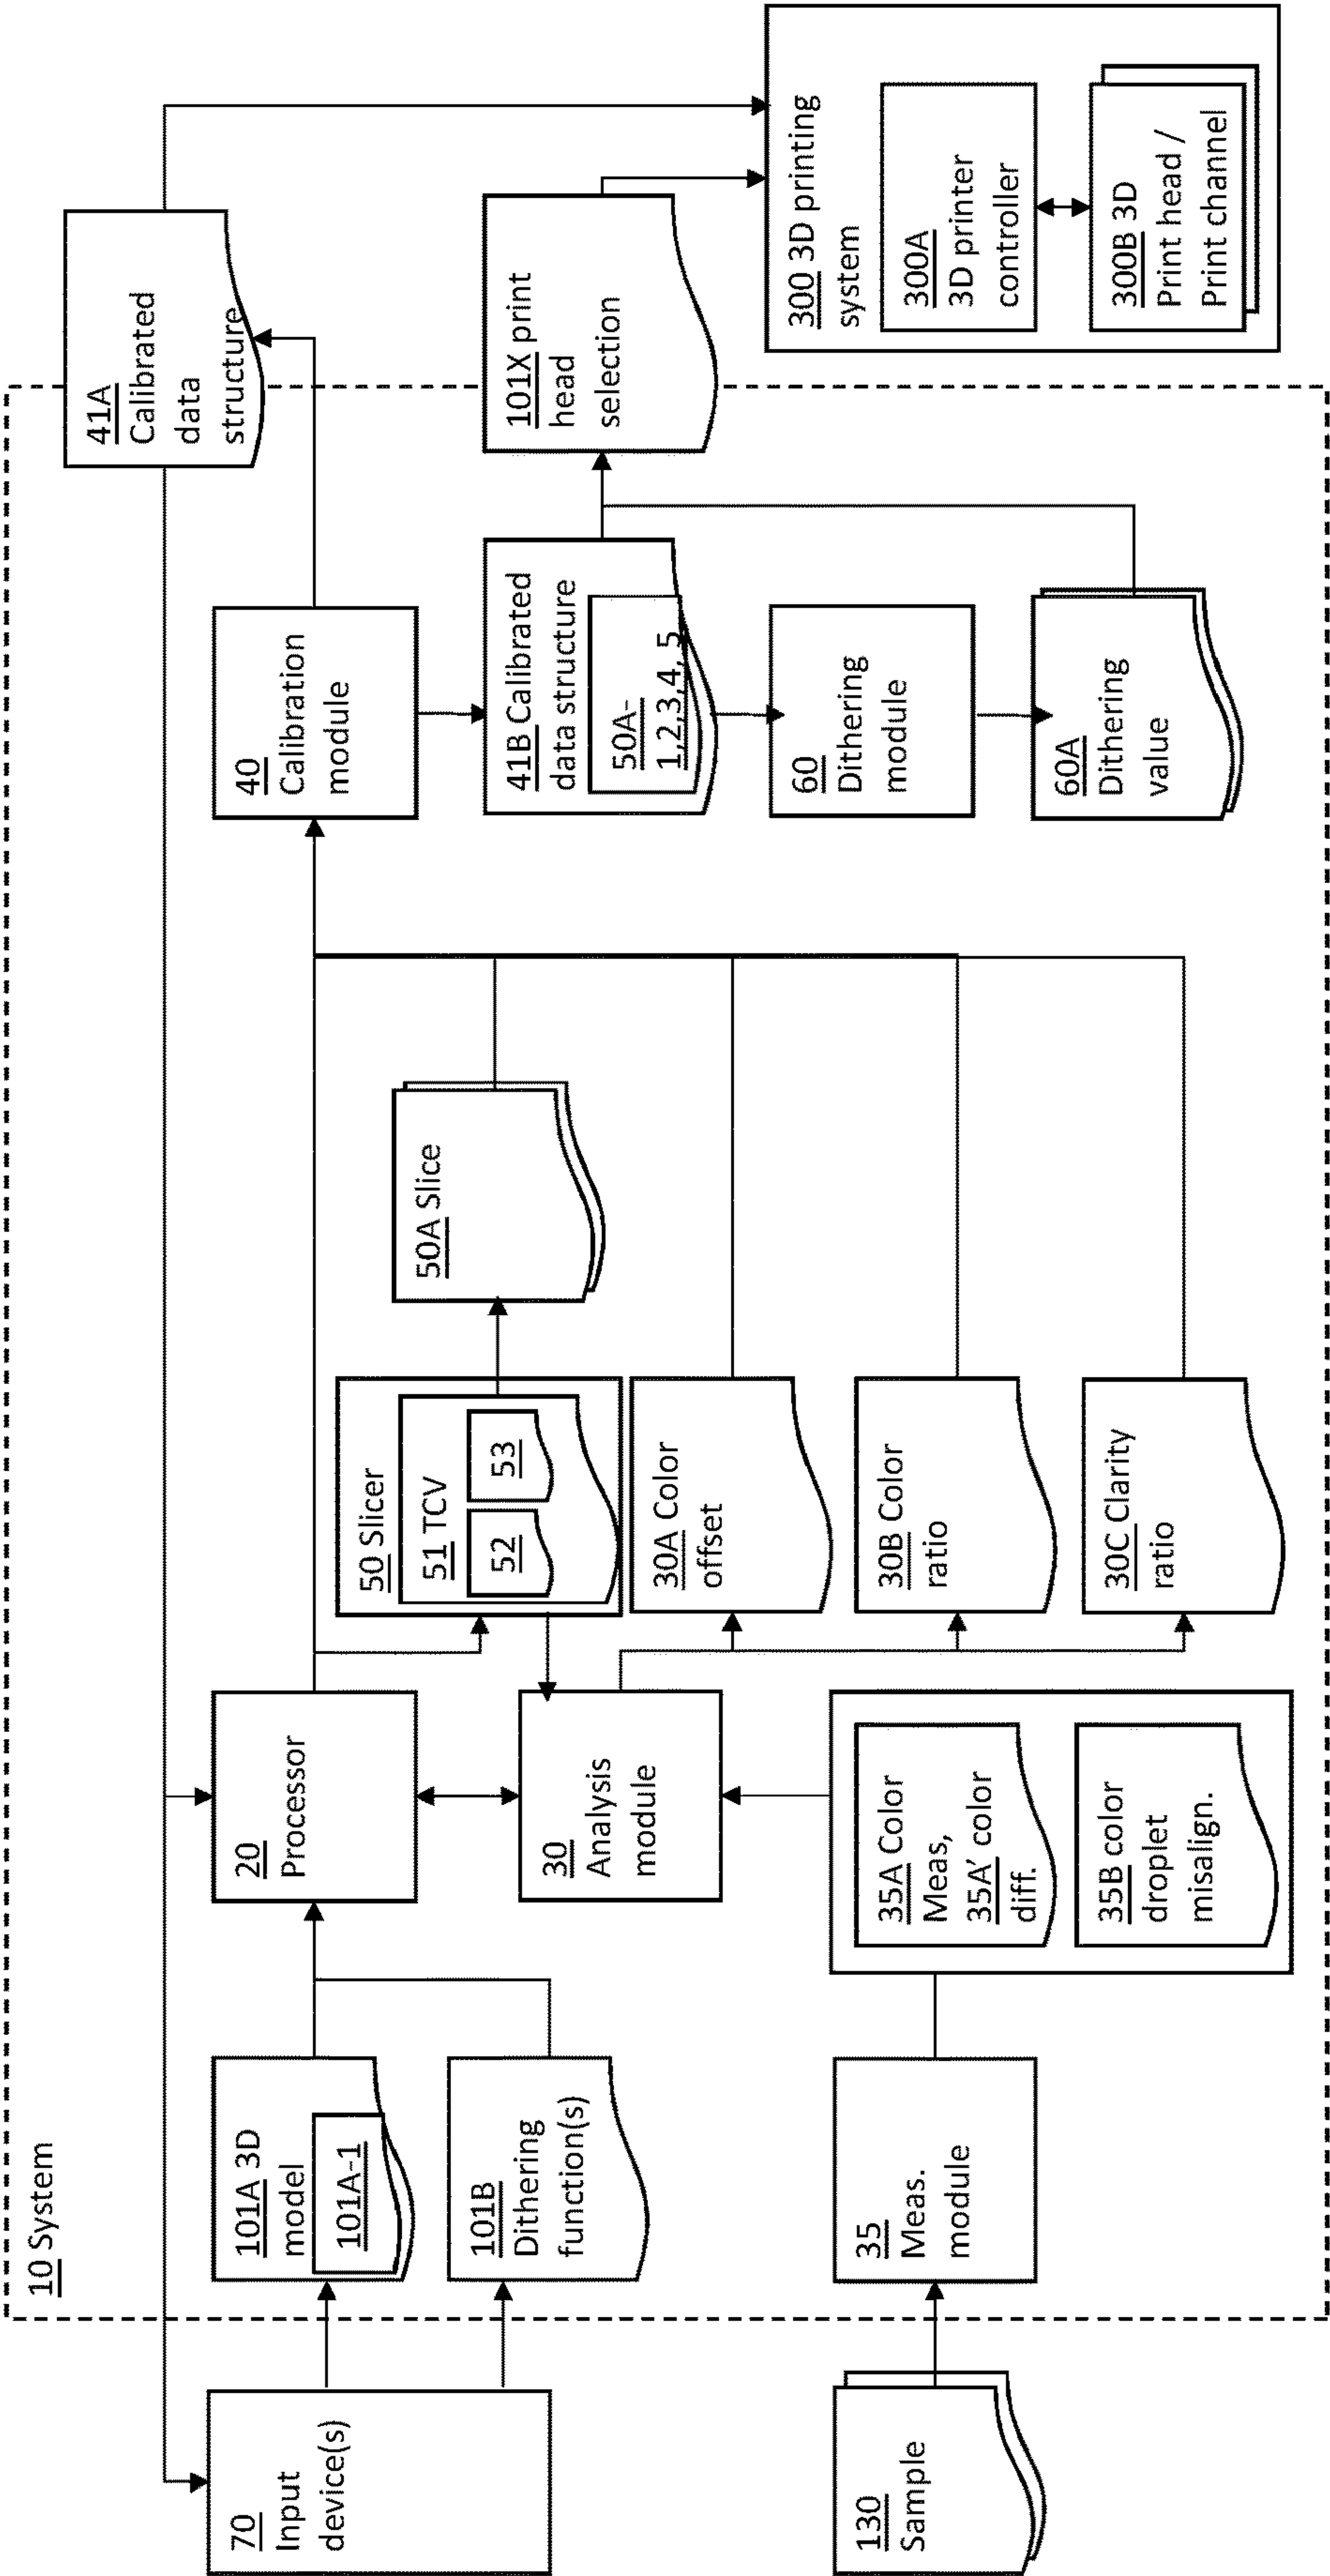 10 System
70
Input
device(s)
130
Sample
101A 3D
model
101A-1
101B
Dithering
function(s)
35
Meas.
module
20
Processor
30
Analysis
module
35A Color
Meas,
35A' color
diff.
35B color
droplet
misalign.
50 Slicer
51 TCV
52
53
30A Color
offset
30B Color
ratio
30C Clarity
ratio
50A Slice
40
Calibration
module
41B Calibrated
data structure
50A-
1,2,3,4, 5
60
Dithering
module
60A
Dithering
value
41A
Calibrated
data
structure
101X print
head
selection
300 3D printing
system
300A
3D printer
controller
300B 3D
Print head /
Print channel